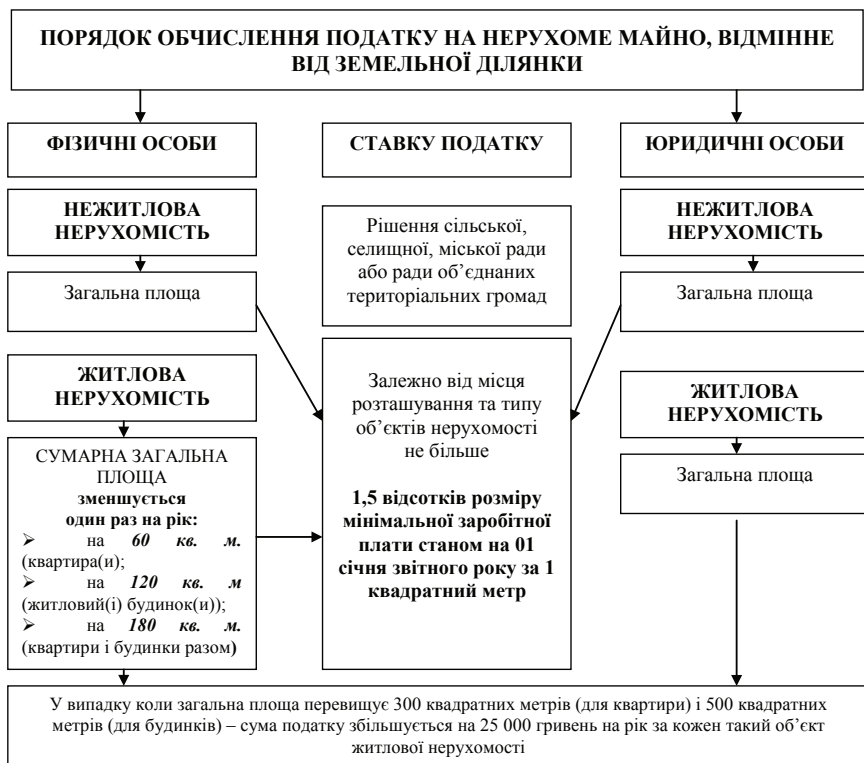 ПОРЯДОК ОБЧИСЛЕННЯ ПОДАТКУ НА НЕРУХОМЕ МАЙНО, ВІДМІННЕ
ВІД ЗЕМЕЛЬНОЇ ДІЛЯНКИ
ФІЗИЧНІ ОСОБИ
СТАВКУ ПОДАТКУ
ЮРИДИЧНІ ОСОБИ
НЕЖИТЛОВА
НЕРУХОМІСТЬ
Загальна площа
Рішення сільської,
селищної, міської ради
або ради об’єднаних
територіальних громад
НЕЖИТЛОВА
НЕРУХОМІСТЬ
Загальна площа
ЖИТЛОВА
НЕРУХОМІСТЬ
СУМАРНА ЗАГАЛЬНА
ПЛОЩА
зменшується
один раз на рік:
➢ на 60 кв. м.
(квартира(и);
➢ на 120 кв. м
(житловий(і) будинок(и));
➢ на 180 кв. м.
(квартири і будинки разом)
Залежно від місця
розташування та типу
об’єктів нерухомості
не більше
1,5 відсотків розміру
мінімальної заробітної
плати станом на 01
січня звітного року за 1
квадратний метр
ЖИТЛОВА
НЕРУХОМІСТЬ
Загальна площа
У випадку коли загальна площа перевищує 300 квадратних метрів (для квартири) і 500 квадратних
метрів (для будинків) – сума податку збільшується на 25 000 гривень на рік за кожен такий об’єкт
житлової нерухомості